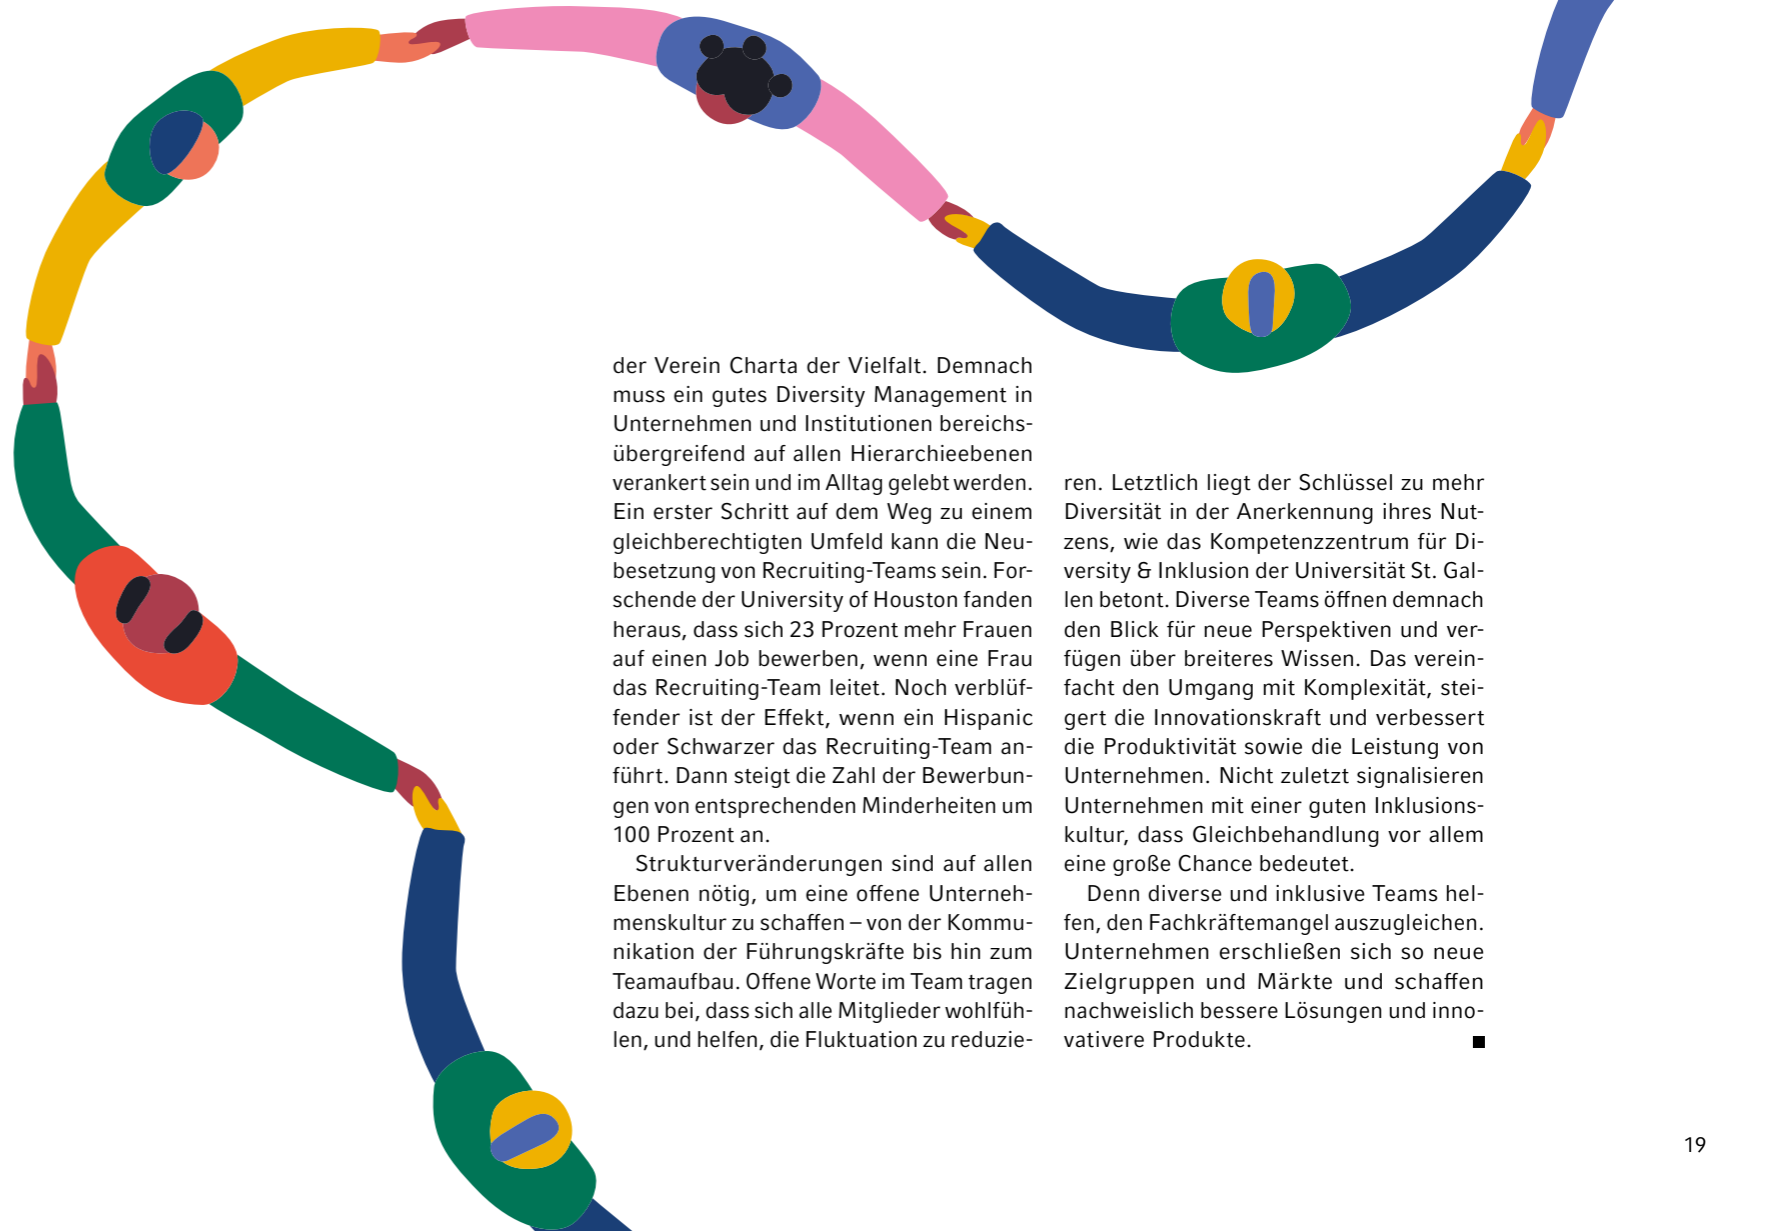 der Verein Charta der Vielfalt. Demnach
muss ein gutes Diversity Management in
Unternehmen und Institutionen bereichs-
übergreifend auf allen Hierarchieebenen
verankert sein und im Alltag gelebt werden.
Ein erster Schritt auf dem Weg zu einem
gleichberechtigten Umfeld kann die Neu-
besetzung von Recruiting-Teams sein. For-
schende der University of Houston fanden
heraus, dass sich 23 Prozent mehr Frauen
auf einen Job bewerben, wenn eine Frau
das Recruiting-Team leitet. Noch verblüf-
fender ist der Effekt, wenn ein Hispanic
oder Schwarzer das Recruiting-Team an-
führt. Dann steigt die Zahl der Bewerbun-
gen von entsprechenden Minderheiten um
100 Prozent an.
Strukturveränderungen sind auf allen
Ebenen nötig, um eine offene Unterneh-
menskultur zu schaffen – von der Kommu-
nikation der Führungskräfte bis hin zum
Teamaufbau. Offene Worte im Team tragen
dazu bei, dass sich alle Mitglieder wohlfüh-
len, und helfen, die Fluktuation zu reduzie-
ren. Letztlich liegt der Schlüssel zu mehr
Diversität in der Anerkennung ihres Nut-
zens, wie das Kompetenzzentrum für Di-
versity & Inklusion der Universität St. Gal-
len betont. Diverse Teams öffnen demnach
den Blick für neue Perspektiven und ver-
fügen über breiteres Wissen. Das verein-
facht den Umgang mit Komplexität, stei-
gert die Innovationskraft und verbessert
die Produktivität sowie die Leistung von
Unternehmen. Nicht zuletzt signalisieren
Unternehmen mit einer guten Inklusions-
kultur, dass Gleichbehandlung vor allem
eine große Chance bedeutet.
Denn diverse und inklusive Teams hel-
fen, den Fachkräftemangel auszugleichen.
Unternehmen erschließen sich so neue
Zielgruppen und Märkte und schaffen
nachweislich bessere Lösungen und inno-
vativere Produkte.
19